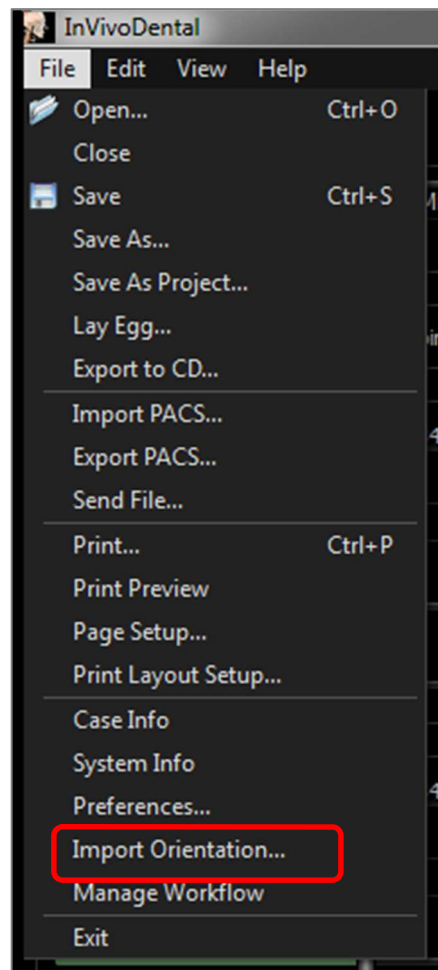 InVivoDental
File Edit View Help
Open... Ctrl+O
Close
Save Ctrl+S
Save As...
Save As Project...
Lay Egg...
Export to CD...
Import PACS...
Export PACS...
Send File...
Print... Ctrl+P
Print Preview
Page Setup...
Print Layout Setup...
Case Info
System Info
Preferences...
Import Orientation...
Manage Workflow
Exit